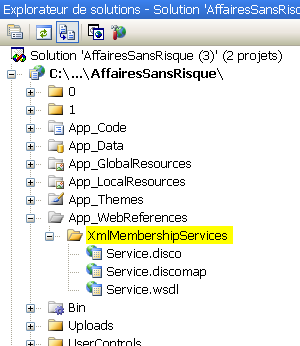 Explorateur de solutions - Solution 'AffairesSansRisq
Solution 'AffairesSansRisque (3)' (2 projets)
C:\...\AffairesSansRisque\
0
1
App_Code
App_Data
App_GlobalResources
App_LocalResources
App_Themes
App_WebReferences
XmlMembershipServices
Service.disco
Service.discomap
Service.wsdl
Bin
Uploads
UserControls